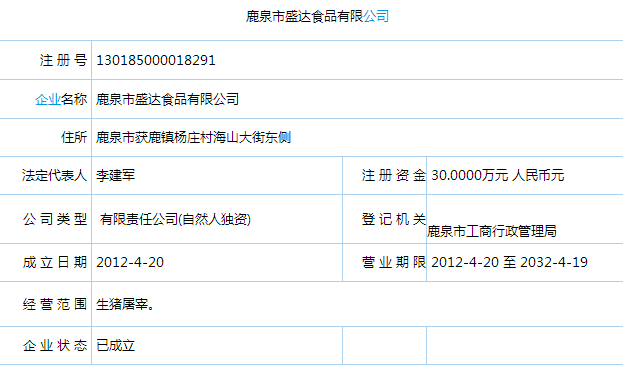 鹿泉市盛达食品有限公司
注 册 号 130185000018291
企业名称 鹿泉市盛达食品有限公司
住所 鹿泉市获鹿镇杨庄村海山大街东侧
法定代表人 李建军 注 册 资 金 30.0000万元 人民币元
公 司 类 型 有限责任公司(自然人独资) 登 记 机 关 鹿泉市工商行政管理局
成 立 日 期 2012-4-20 营 业 期 限 2012-4-20 至 2032-4-19
经 营 范 围 生猪屠宰。
企 业 状 态 已成立